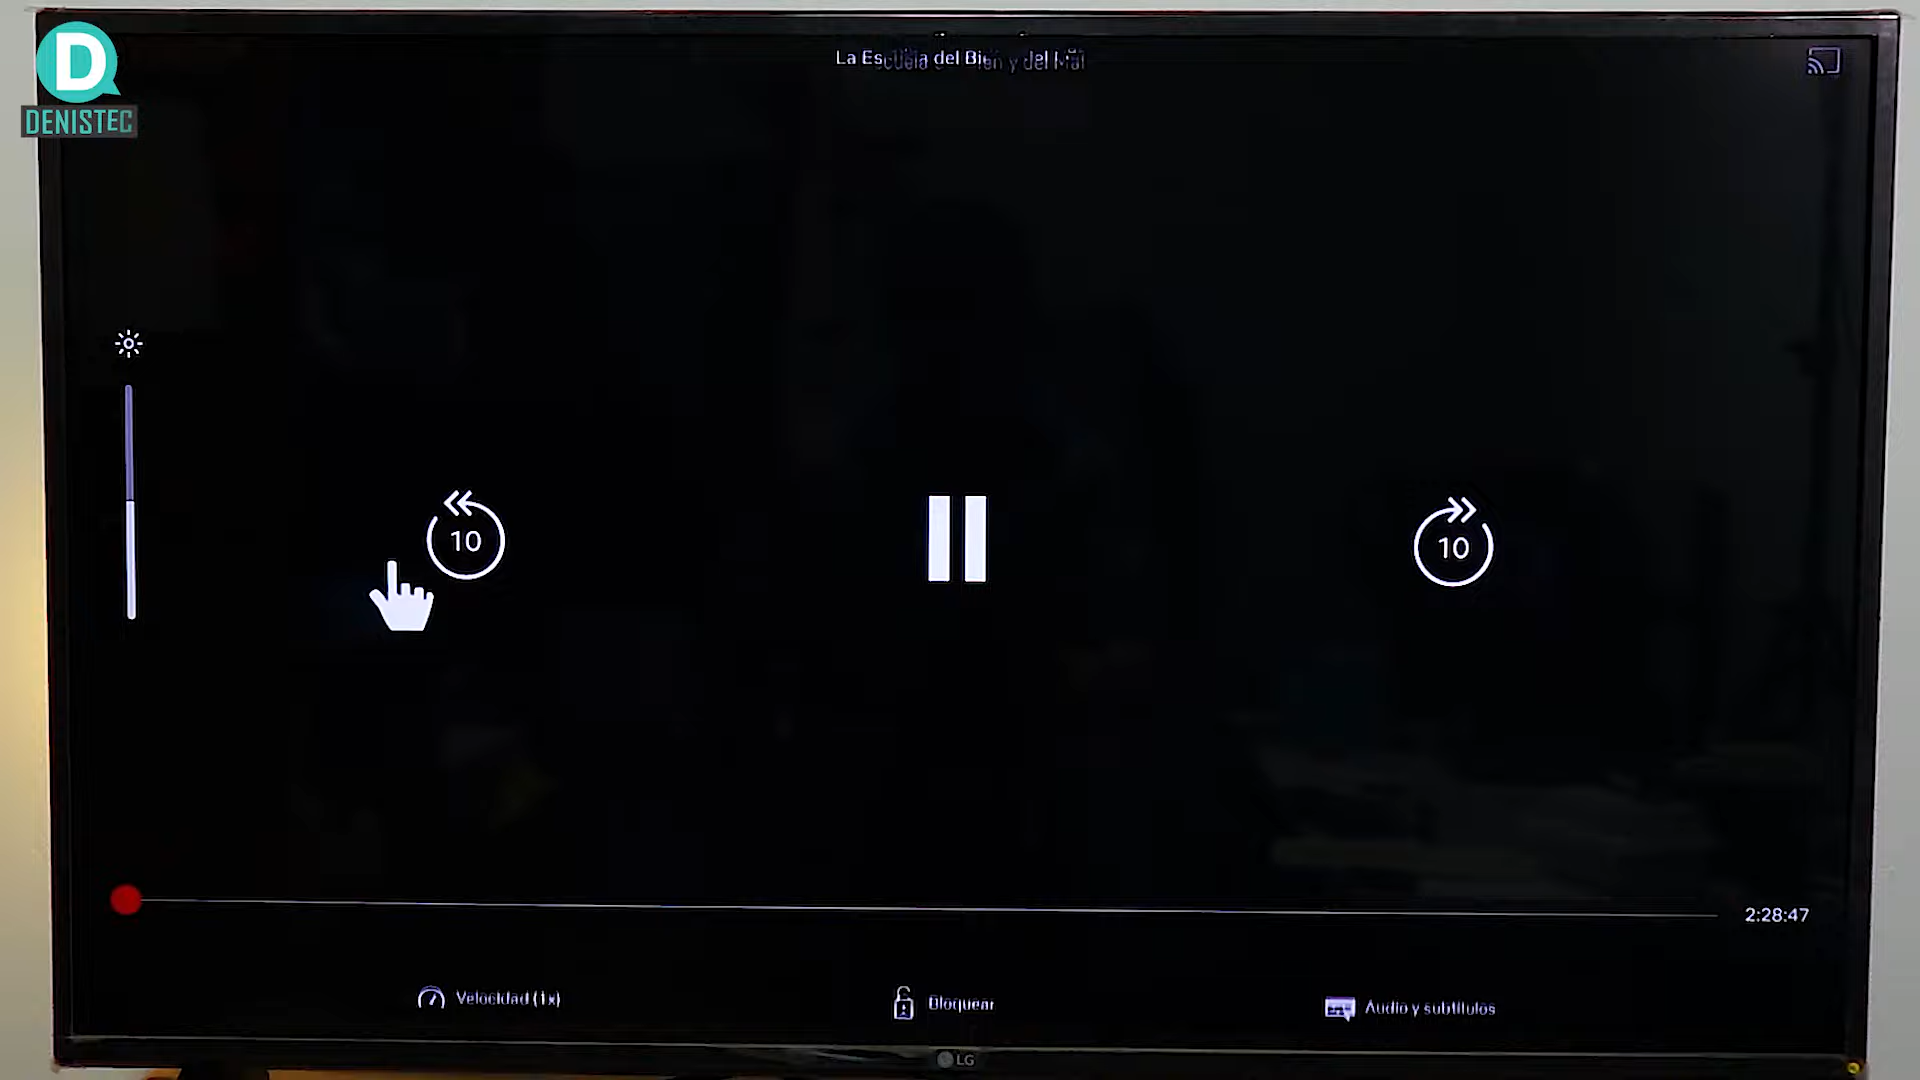 D
DENISTEC
La Escuela del Bien y del Mal
10
10
2:28:47
Velocidad (1x)
Bloquear
Audio y subtítulos
LG